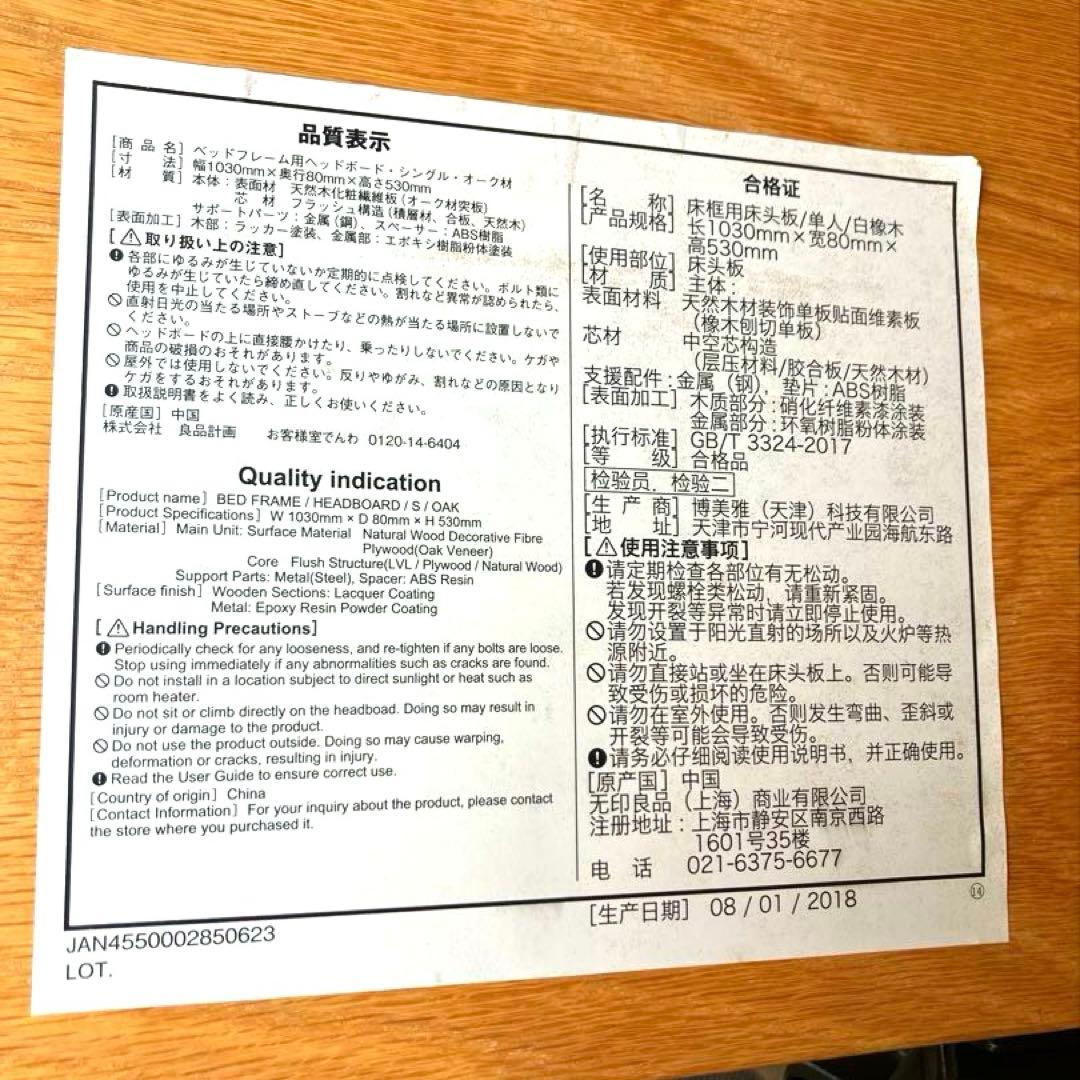 品質表示
[商品名] ベッドフレーム用ヘッドボード・シングル・オーク材
[寸法] 幅1030mm×奥行80mm×高さ530mm
[材質] 本体:表面材 天然木化粧繊維板(オーク材突板)
芯材 フラッシュ構造(積層材、合板、天然木)
サポートパーツ:金属(鋼)、スペーサー:ABS樹脂
[表面加工] 木部:ラッカー塗装、金属部:エポキシ樹脂粉体塗装
[⚠取り扱い上の注意]
各部にゆるみが生じていないか定期的に点検してください。ボルト類に
ゆるみが生じていたら締め直してください。割れなど異常が認められたら、
使用を中止してください。
直射日光の当たる場所やストーブなどの熱が当たる場所に設置しないで
ください。
ヘッドボードの上に直接腰かけたり、乗ったりしないでください。ケガや
商品の破損のおそれがあります。
屋外では使用しないでください。反りやゆがみ、割れなどの原因となり
ケガをするおそれがあります。
取扱説明書をよく読み、正しくお使いください。
[原産国] 中国
株式会社 良品計画 お客様室でんわ 0120-14-6404
Quality indication
[Product name] BED FRAME / HEADBOARD / S / OAK
[Product Specifications] W 1030mm × D 80mm × H 530mm
[Material] Main Unit: Surface Material Natural Wood Decorative Fibre
Plywood(Oak Veneer)
Core Flush Structure(LVL / Plywood / Natural Wood)
Support Parts: Metal(Steel), Spacer: ABS Resin
[Surface finish] Wooden Sections: Lacquer Coating
Metal: Epoxy Resin Powder Coating
[⚠Handling Precautions]
Periodically check for any looseness, and re-tighten if any bolts are loose.
Stop using immediately if any abnormalities such as cracks are found.
Do not install in a location subject to direct sunlight or heat such as
room heater.
Do not sit or climb directly on the headboad. Doing so may result in
injury or damage to the product.
Do not use the product outside. Doing so may cause warping,
deformation or cracks, resulting in injury.
Read the User Guide to ensure correct use.
[Country of origin] China
[Contact Information] For your inquiry about the product, please contact
the store where you purchased it.
合格证
[名称] 床框用床头板/单人/白橡木
[产品规格] 长1030mm×宽80mm×
高530mm
[使用部位] 床头板
[材质] 主体:
表面材料 天然木材装饰单板贴面维素板
(橡木刨切单板)
芯材 中空芯构造
(层压材料/胶合板/天然木材)
支援配件:金属(钢)、垫片:ABS树脂
[表面加工] 木质部分:硝化纤维素漆涂装
金属部分:环氧树脂粉体涂装
[执行标准] GB/T 3324-2017
[等级] 合格品
检验员.检验二
[生产商] 博美雅(天津)科技有限公司
[地址] 天津市宁河现代产业园海航东路
[⚠使用注意事项]
请定期检查各部位有无松动。
若发现螺栓类松动,请重新紧固。
发现开裂等异常时请立即停止使用。
请勿设置于阳光直射的场所以及火炉等热
源附近。
请勿直接站或坐在床头板上。否则可能导
致受伤或损坏的危险。
请勿在室外使用。否则发生弯曲、歪斜或
开裂等可能会导致受伤。
请务必仔细阅读使用说明书,并正确使用。
[原产国] 中国
无印良品(上海)商业有限公司
注册地址:上海市静安区南京西路
1601号35楼
电话 021-6375-6677
⑭
[生产日期] 08 / 01 / 2018
JAN4550002850623
LOT.